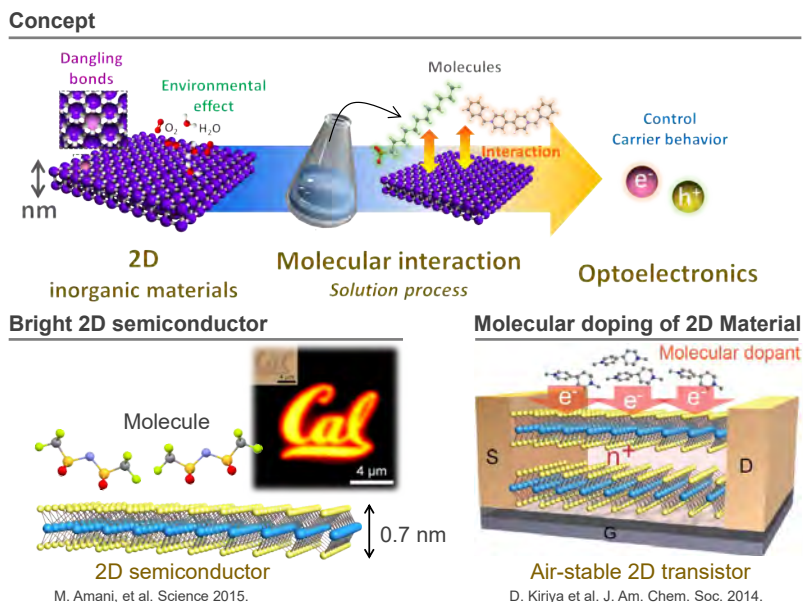 Concept
Dangling
bonds
Environmental
effect
O₂
H₂O
nm
2D
inorganic materials
Molecules
Interaction
Molecular interaction
Solution process
Control
Carrier behavior
e⁻
h⁺
Optoelectronics
Bright 2D semiconductor
Molecule
Cal
Cal
4 μm
0.7 nm
2D semiconductor
M. Amani, et al. Science 2015.
Molecular doping of 2D Material
Molecular dopant
e⁻
e⁻
e⁻
S
n⁺
D
G
Air-stable 2D transistor
D. Kiriya et al. J. Am. Chem. Soc. 2014.